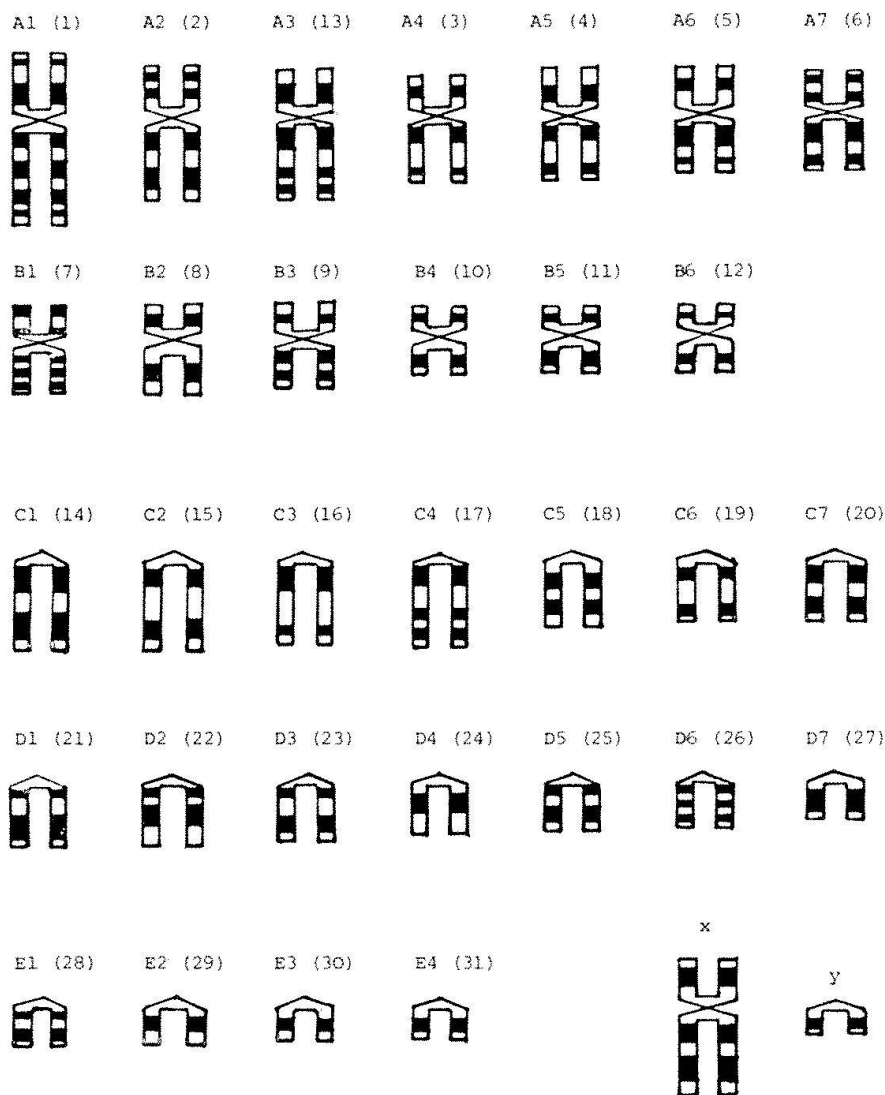 A1 (1) A2 (2) A3 (13) A4 (3) A5 (4) A6 (5) A7 (6)
B1 (7) B2 (8) B3 (9) B4 (10) B5 (11) B6 (12)
C1 (14) C2 (15) C3 (16) C4 (17) C5 (18) C6 (19) C7 (20)
D1 (21) D2 (22) D3 (23) D4 (24) D5 (25) D6 (26) D7 (27)
x
E1 (28) E2 (29) E3 (30) E4 (31) y